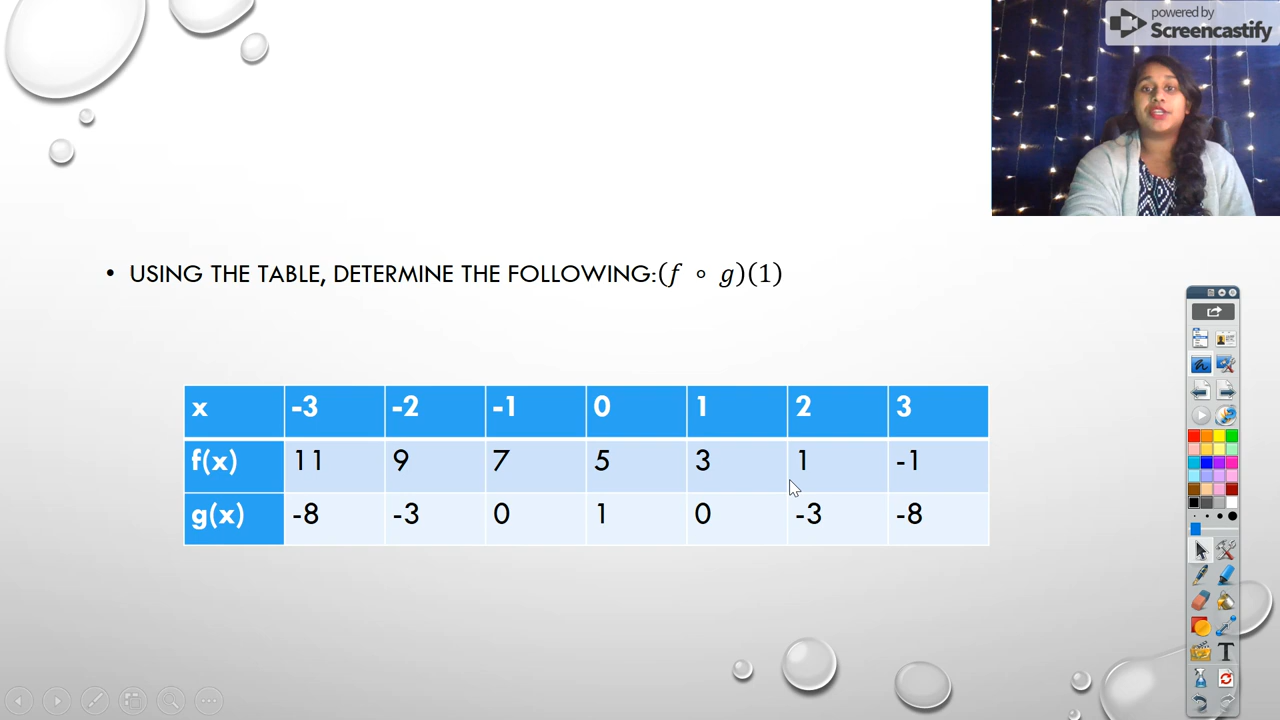 powered by
Screencastify
• USING THE TABLE, DETERMINE THE FOLLOWING:(f ∘ g)(1)
x -3 -2 -1 0 1 2 3
f(x) 11 9 7 5 3 1 -1
g(x) -8 -3 0 1 0 -3 -8
T